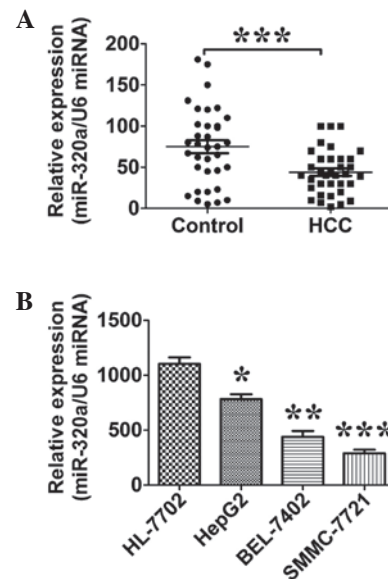 A
***
Relative expression
(miR-320a/U6 miRNA)
200
150
100
50
0
Control
HCC
B
Relative expression
(miR-320a/U6 miRNA)
1500
1000
500
0
*
**
***
HL-7702
HepG2
BEL-7402
SMMC-7721